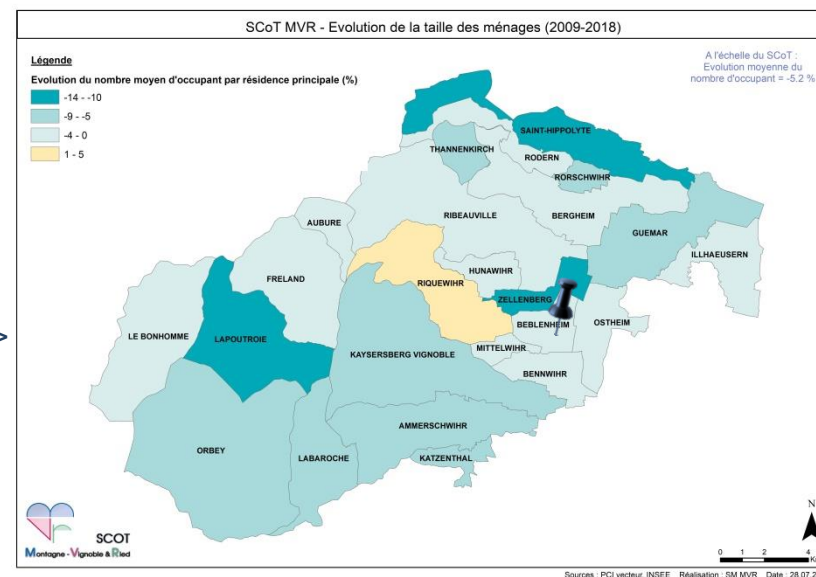 SCoT MVR - Evolution de la taille des ménages (2009-2018)
Légende
Evolution du nombre moyen d'occupant par résidence principale (%)
-14 - -10
-9 - -5
-4 - 0
1 - 5
A l'échelle du SCoT :
Evolution moyenne du
nombre d'occupant = -5.2 %
SAINT-HIPPOLYTE
THANNENKIRCH
RODERN
RORSCHWIHR
AUBURE
RIBEAUVILLE
BERGHEIM
GUEMAR
ILLHAEUSERN
FRELAND
HUNAWIHR
RIQUEWIHR
ZELLENBERG
LE BONHOMME
LAPOUTROIE
BEBLENHEIM
OSTHEIM
KAYSERSBERG VIGNOBLE
MITTELWIHR
BENNWIHR
AMMERSCHWIHR
ORBEY
LABAROCHE
KATZENTHAL
>
SCOT
Montagne - Vignoble & Ried
N
0 1 2 4
Sources : PCI vecteur, INSEE Réalisation : SM MVR Date : 28.07.2